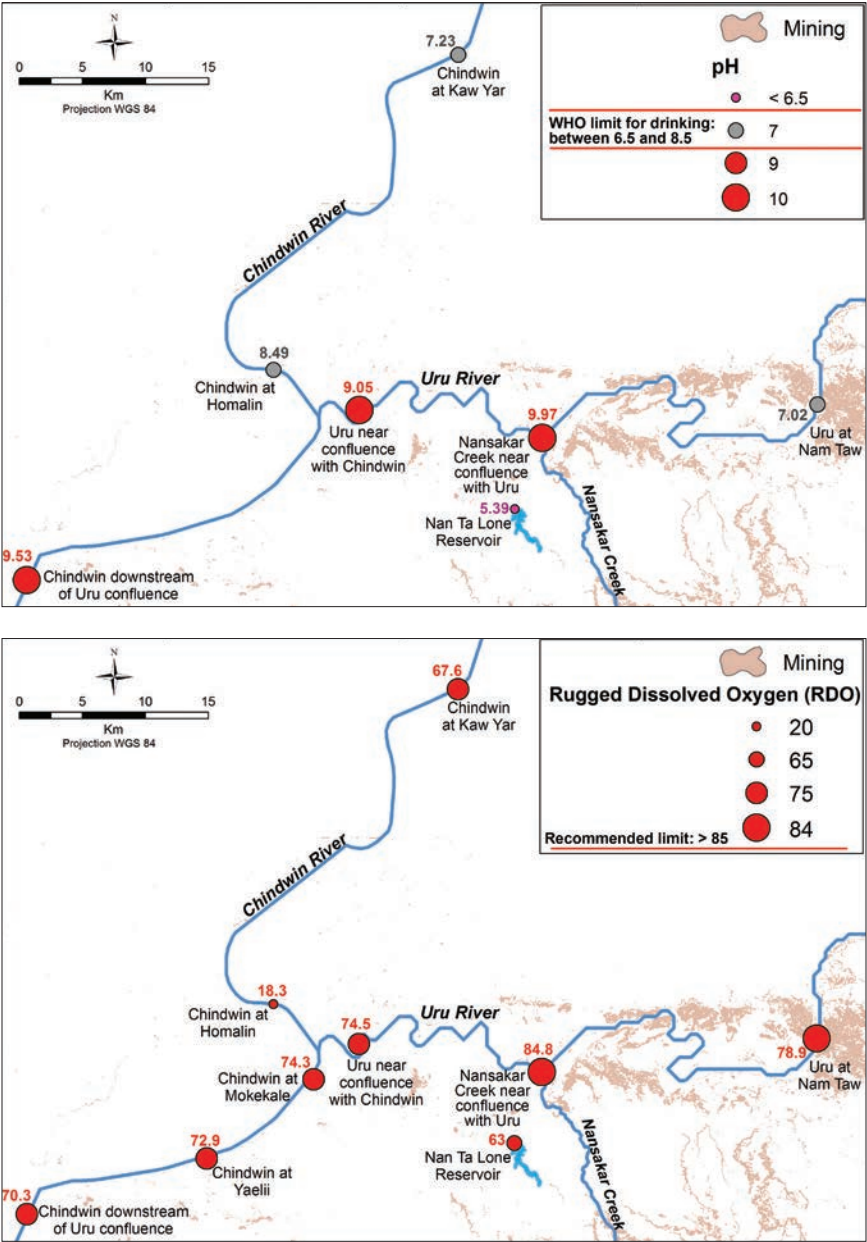 N
0 5 10 15
Km
Projection WGS 84
Mining
pH
< 6.5
WHO limit for drinking:
between 6.5 and 8.5
7
9
10
7.23
Chindwin
at Kaw Yar
Chindwin River
8.49
Chindwin at
Homalin
9.05
Uru near
confluence
with Chindwin
Uru River
9.97
Nansakar
Creek near
confluence
with Uru
7.02
Uru at
Nam Taw
5.39
Nan Ta Lone
Reservoir
Nansakar Creek
9.53
Chindwin downstream
of Uru confluence
N
0 5 10 15
Km
Projection WGS 84
Mining
Rugged Dissolved Oxygen (RDO)
20
65
75
84
Recommended limit: > 85
67.6
Chindwin
at Kaw Yar
Chindwin River
18.3
Chindwin at
Homalin
74.5
Uru near
confluence
with Chindwin
Uru River
74.3
Chindwin at
Mokekale
84.8
Nansakar
Creek near
confluence
with Uru
78.9
Uru at
Nam Taw
63
Nan Ta Lone
Reservoir
Nansakar Creek
72.9
Chindwin at
Yaelii
70.3
Chindwin downstream
of Uru confluence